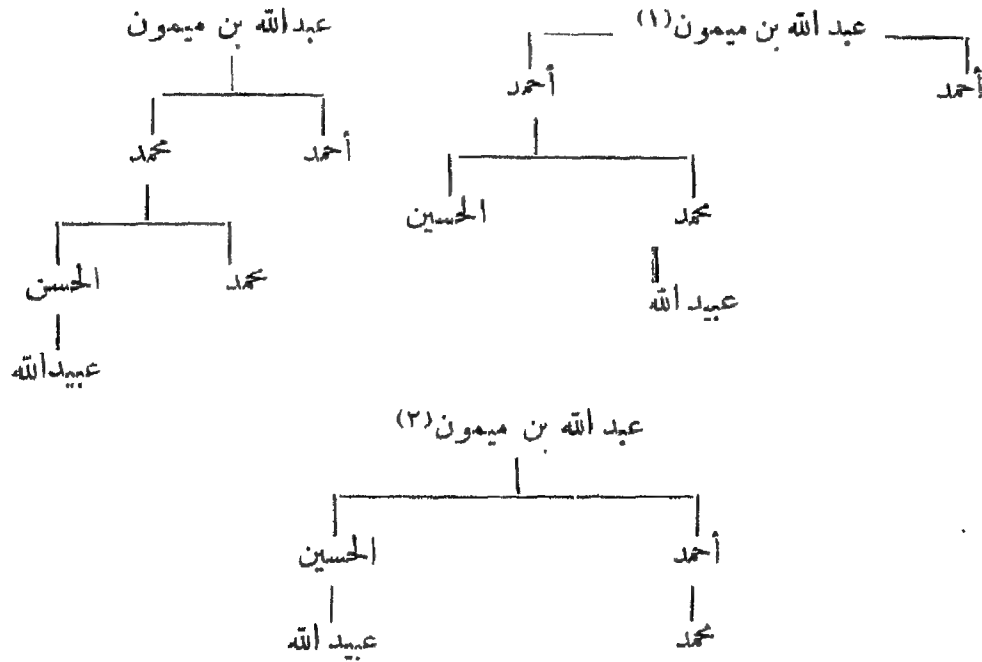 عبد الله بن ميمون (١)
أحمد أحمد
محمد الحسين
عبيد الله
عبدالله بن ميمون
أحمد محمد
محمد الحسن
عبيدالله
عبد الله بن ميمون (٢)
أحمد الحسين
محمد عبيد الله